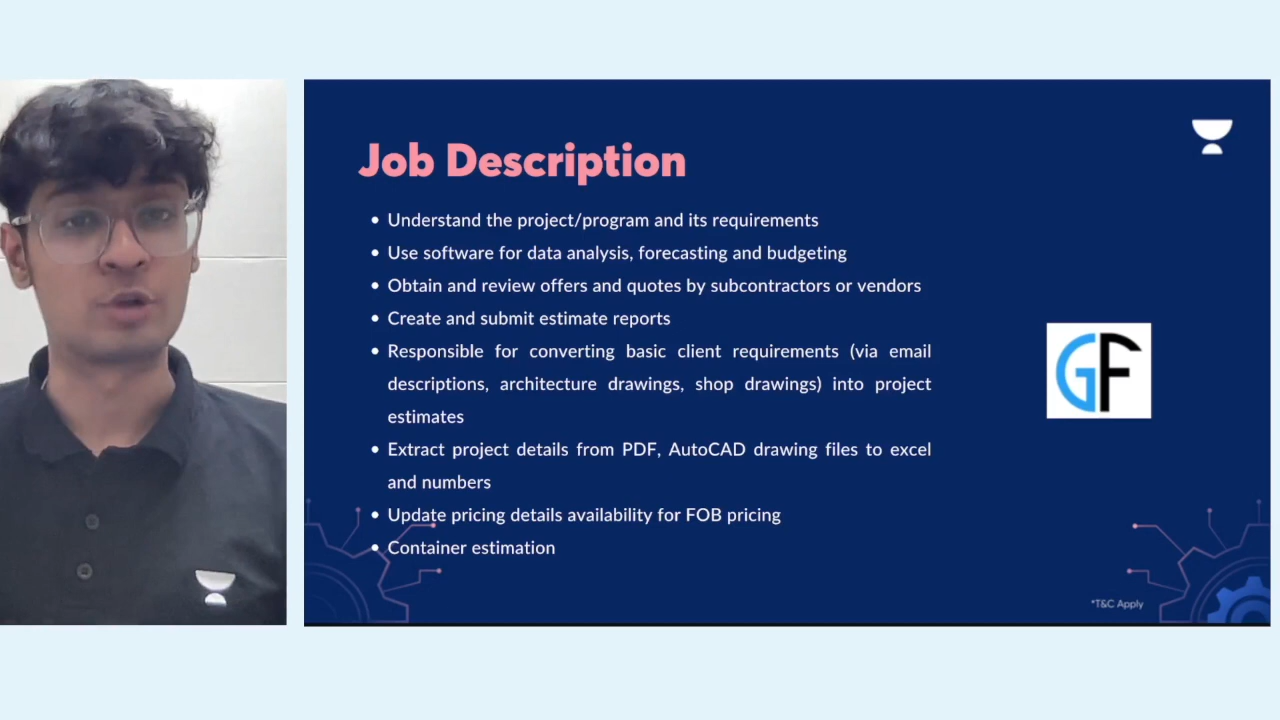 Job Description
• Understand the project/program and its requirements
• Use software for data analysis, forecasting and budgeting
• Obtain and review offers and quotes by subcontractors or vendors
• Create and submit estimate reports
• Responsible for converting basic client requirements (via email
descriptions, architecture drawings, shop drawings) into project
estimates
• Extract project details from PDF, AutoCAD drawing files to excel
and numbers
• Update pricing details availability for FOB pricing
• Container estimation
GF
*T&C Apply